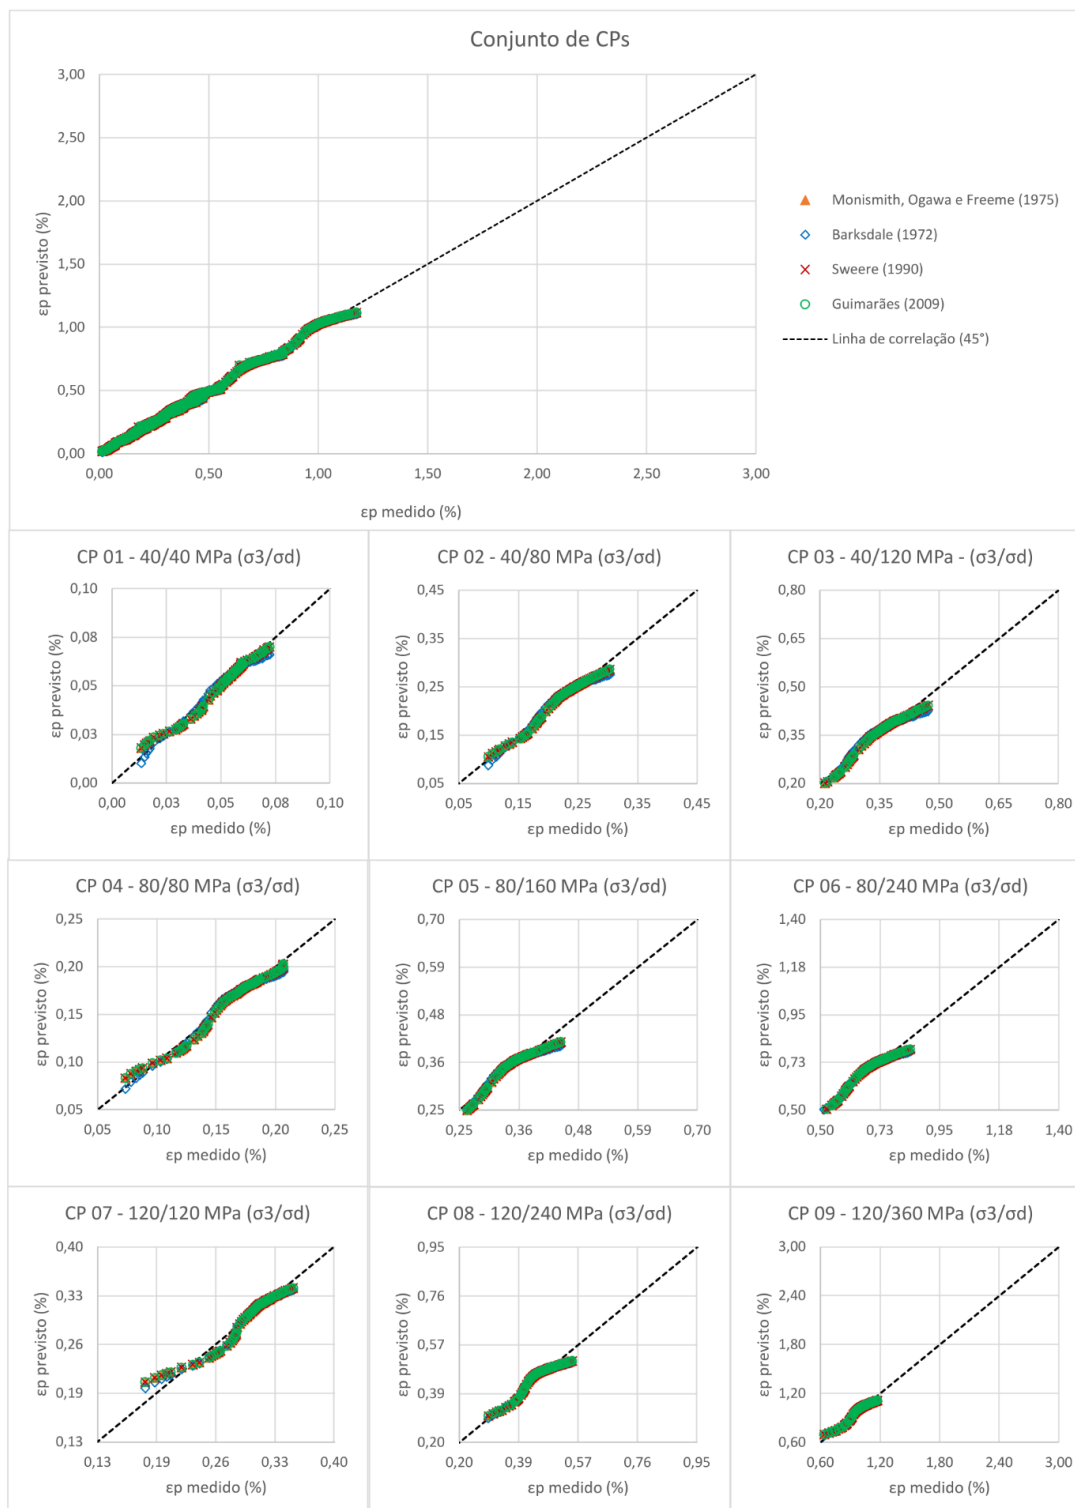 Conjunto de CPs
3,00
2,50
2,00
1,50
1,00
0,50
0,00
εp previsto (%)
0,00 0,50 1,00 1,50 2,00 2,50 3,00
εp medido (%)
Monismith, Ogawa e Freeme (1975)
Barksdale (1972)
Sweere (1990)
Guimarães (2009)
Linha de correlação (45°)
CP 01 - 40/40 MPa (σ3/σd)
0,10
0,08
0,05
0,03
0,00
εp previsto (%)
0,00 0,03 0,05 0,08 0,10
εp medido (%)
CP 02 - 40/80 MPa (σ3/σd)
0,45
0,35
0,25
0,15
0,05
εp previsto (%)
0,05 0,15 0,25 0,35 0,45
εp medido (%)
CP 03 - 40/120 MPa - (σ3/σd)
0,80
0,65
0,50
0,35
0,20
εp previsto (%)
0,20 0,35 0,50 0,65 0,80
εp medido (%)
CP 04 - 80/80 MPa (σ3/σd)
0,25
0,20
0,15
0,10
0,05
εp previsto (%)
0,05 0,10 0,15 0,20 0,25
εp medido (%)
CP 05 - 80/160 MPa (σ3/σd)
0,70
0,59
0,48
0,36
0,25
εp previsto (%)
0,25 0,36 0,48 0,59 0,70
εp medido (%)
CP 06 - 80/240 MPa (σ3/σd)
1,40
1,18
0,95
0,73
0,50
εp previsto (%)
0,50 0,73 0,95 1,18 1,40
εp medido (%)
CP 07 - 120/120 MPa (σ3/σd)
0,40
0,33
0,26
0,19
0,13
εp previsto (%)
0,13 0,19 0,26 0,33 0,40
εp medido (%)
CP 08 - 120/240 MPa (σ3/σd)
0,95
0,76
0,57
0,39
0,20
εp previsto (%)
0,20 0,39 0,57 0,76 0,95
εp medido (%)
CP 09 - 120/360 MPa (σ3/σd)
3,00
2,40
1,80
1,20
0,60
εp previsto (%)
0,60 1,20 1,80 2,40 3,00
εp medido (%)